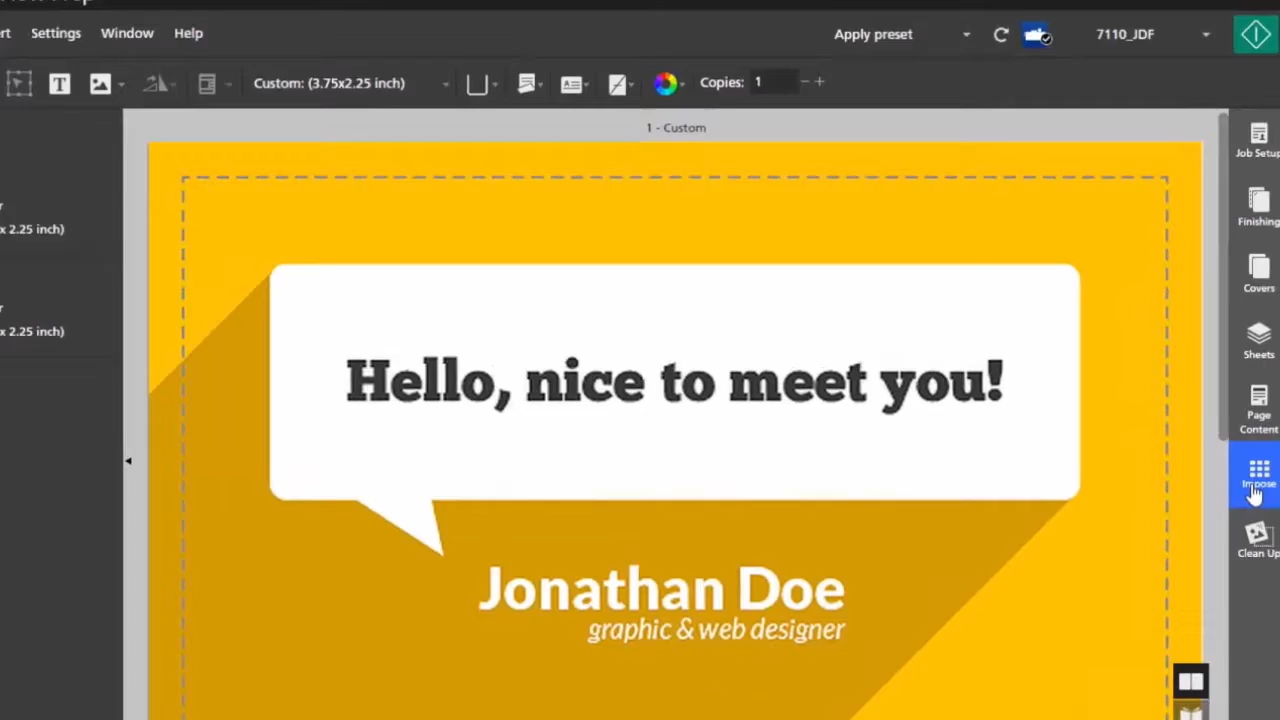 Settings Window Help Apply preset 7110_JDF
Custom: (3.75x2.25 inch) Copies: 1
1 - Custom
x 2.25 inch)
x 2.25 inch)
Hello, nice to meet you!
Jonathan Doe
graphic & web designer
Job Setup
Finishing
Covers
Sheets
Page
Content
Impose
Clean Up